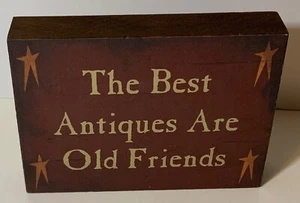 The Best
Antiques Are
Old Friends